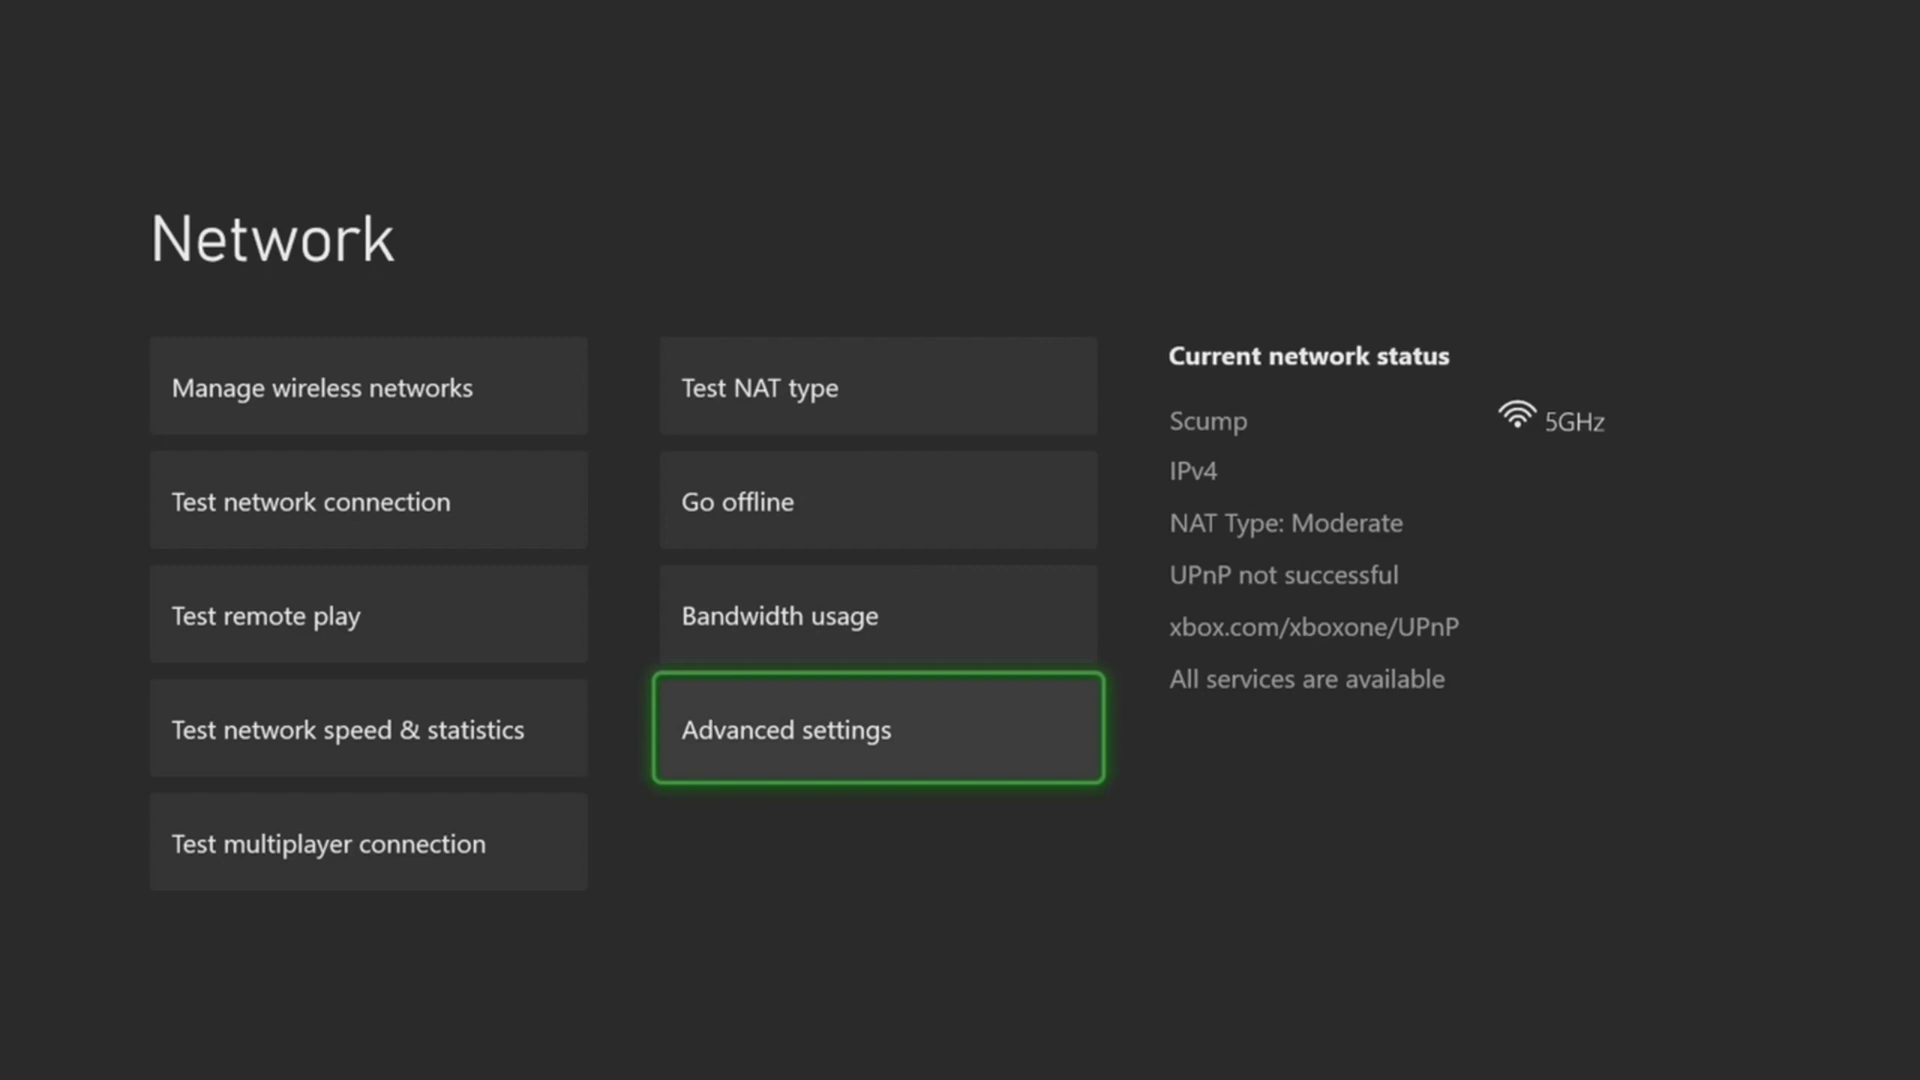 Network
Manage wireless networks
Test network connection
Test remote play
Test network speed & statistics
Test multiplayer connection
Test NAT type
Go offline
Bandwidth usage
Advanced settings
Current network status
Scump 5GHz
IPv4
NAT Type: Moderate
UPnP not successful
xbox.com/xboxone/UPnP
All services are available